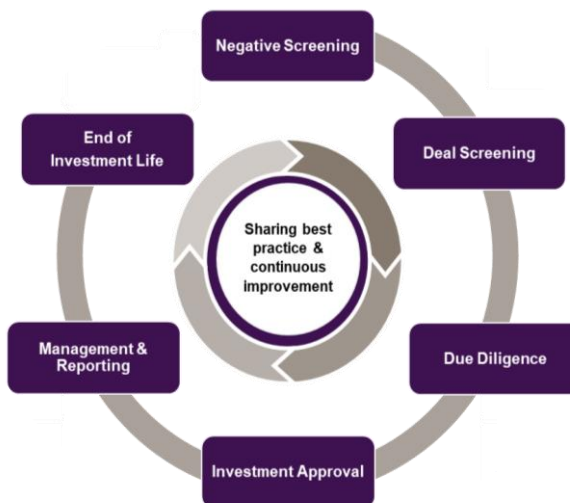 Negative Screening
Deal Screening
Due Diligence
Investment Approval
Management &
Reporting
End of
Investment Life
Sharing best
practice &
continuous
improvement